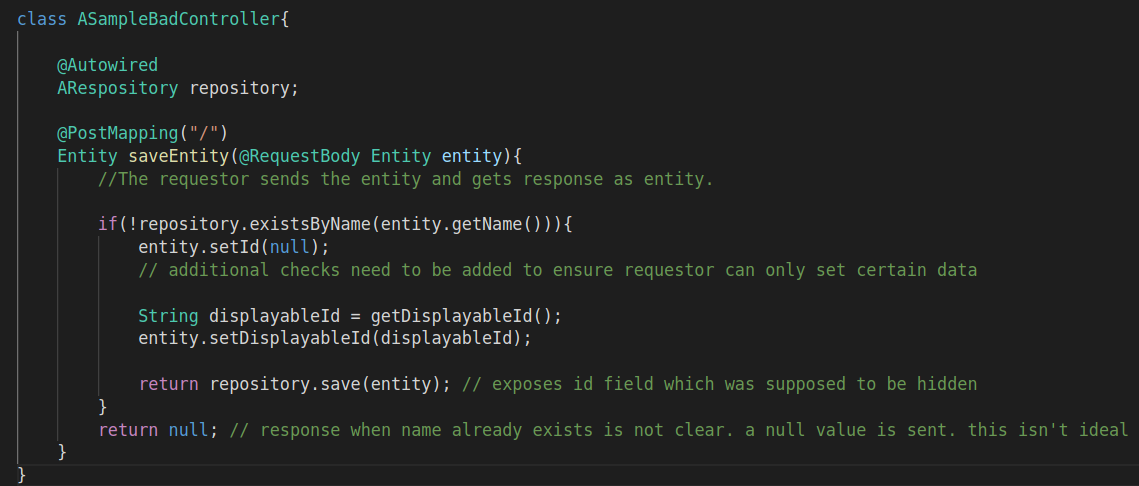 class ASampleBadController{
@Autowired
ARespository repository;
@PostMapping("/")
Entity saveEntity(@RequestBody Entity entity){
//The requestor sends the entity and gets response as entity.
if(!repository.existsByName(entity.getName())){
entity.setId(null);
// additional checks need to be added to ensure requestor can only set certain data
String displayableId = getDisplayableId();
entity.setDisplayableId(displayableId);
return repository.save(entity); // exposes id field which was supposed to be hidden
}
return null; // response when name already exists is not clear. a null value is sent. this isn't ideal
}
}